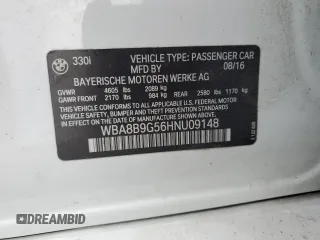 330i VEHICLE TYPE: PASSENGER CAR
MFD BY 08/16
BAYERISCHE MOTOREN WERKE AG
GVWR 4605 lbs 2089 kg
GAWR FRONT 2170 lbs 984 kg REAR 2580 lbs 1170 kg
THIS VEHICLE CONFORMS TO ALL APPLICABLE
FEDERAL MOTOR VEHICLE SAFETY, BUMPER,
AND THEFT PREVENTION STANDARDS IN EFFECT ON
THE DATE OF MANUFACTURE SHOWN ABOVE.
WBA8B9G56HNU09148
© AutoBidMaster
DREAMBID.COM